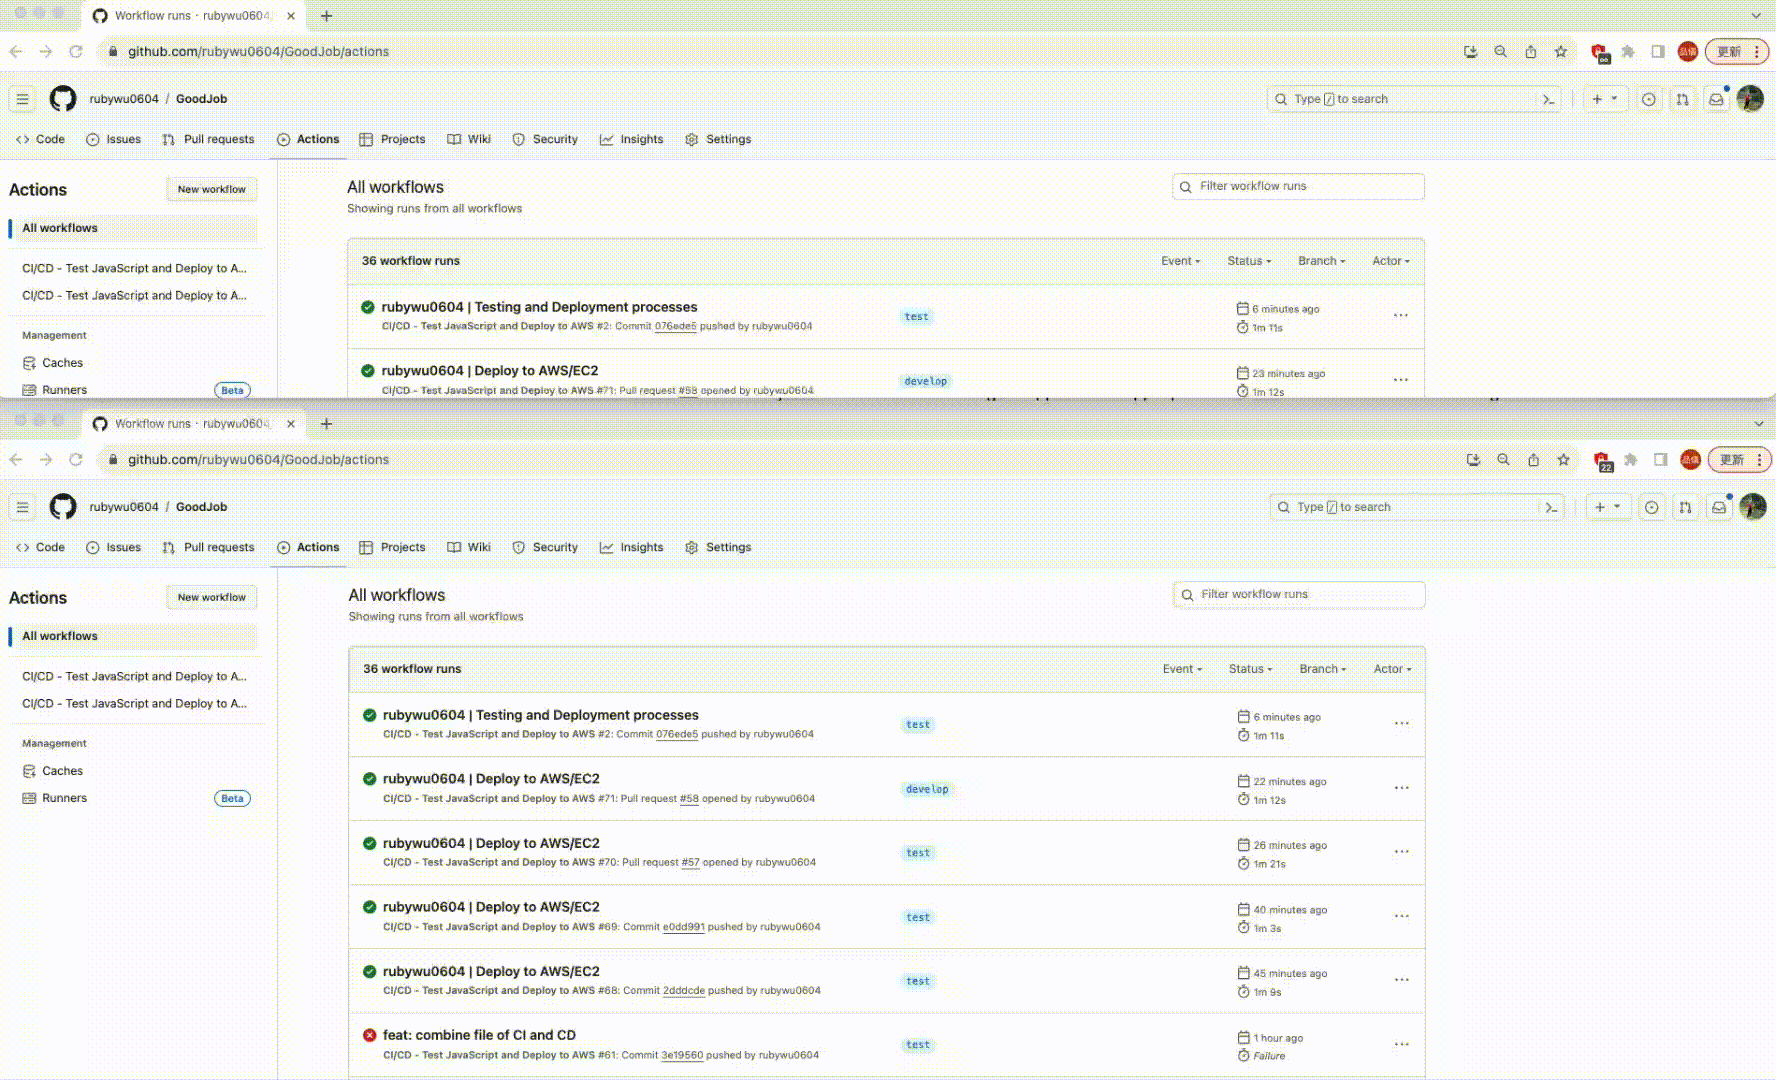 Workflow runs · rubywu0604/
github.com/rubywu0604/GoodJob/actions
更新
rubywu0604 / GoodJob
Type / to search
Code Issues Pull requests Actions Projects Wiki Security Insights Settings
Actions
New workflow
All workflows
CI/CD - Test JavaScript and Deploy to A...
CI/CD - Test JavaScript and Deploy to A...
Management
Caches
Runners Beta
All workflows
Showing runs from all workflows
Filter workflow runs
36 workflow runs
Event Status Branch Actor
rubywu0604 | Testing and Deployment processes
CI/CD - Test JavaScript and Deploy to AWS #2: Commit 076ede5 pushed by rubywu0604
test
6 minutes ago
1m 11s
rubywu0604 | Deploy to AWS/EC2
CI/CD - Test JavaScript and Deploy to AWS #71: Pull request #58 opened by rubywu0604
develop
23 minutes ago
1m 12s
Workflow runs · rubywu0604/
github.com/rubywu0604/GoodJob/actions
22
更新
rubywu0604 / GoodJob
Type / to search
Code Issues Pull requests Actions Projects Wiki Security Insights Settings
Actions
New workflow
All workflows
CI/CD - Test JavaScript and Deploy to A...
CI/CD - Test JavaScript and Deploy to A...
Management
Caches
Runners Beta
All workflows
Showing runs from all workflows
Filter workflow runs
36 workflow runs
Event Status Branch Actor
rubywu0604 | Testing and Deployment processes
CI/CD - Test JavaScript and Deploy to AWS #2: Commit 076ede5 pushed by rubywu0604
test
6 minutes ago
1m 11s
rubywu0604 | Deploy to AWS/EC2
CI/CD - Test JavaScript and Deploy to AWS #71: Pull request #58 opened by rubywu0604
develop
22 minutes ago
1m 12s
rubywu0604 | Deploy to AWS/EC2
CI/CD - Test JavaScript and Deploy to AWS #70: Pull request #57 opened by rubywu0604
test
26 minutes ago
1m 21s
rubywu0604 | Deploy to AWS/EC2
CI/CD - Test JavaScript and Deploy to AWS #69: Commit e0dd991 pushed by rubywu0604
test
40 minutes ago
1m 3s
rubywu0604 | Deploy to AWS/EC2
CI/CD - Test JavaScript and Deploy to AWS #68: Commit 2dddcde pushed by rubywu0604
test
45 minutes ago
1m 9s
feat: combine file of CI and CD
CI/CD - Test JavaScript and Deploy to AWS #61: Commit 3e19560 pushed by rubywu0604
test
1 hour ago
Failure